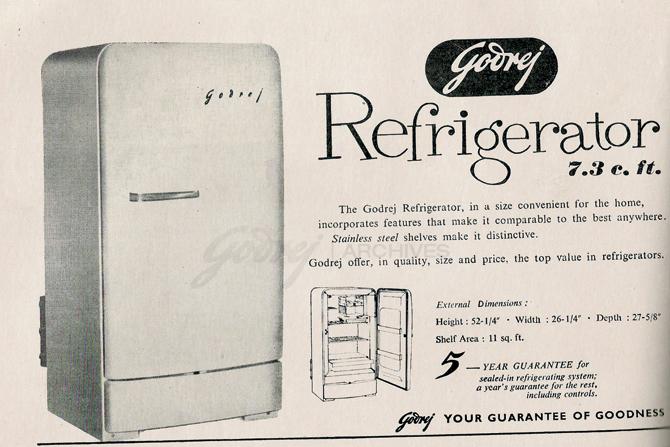 Godrej
Godrej
Refrigerator
7.3 c. ft.
The Godrej Refrigerator, in a size convenient for the home,
incorporates features that make it comparable to the best anywhere.
Stainless steel shelves make it distinctive.
Godrej ARCHIVES
Godrej offer, in quality, size and price, the top value in refrigerators.
External Dimensions :
Height : 52-1/4" · Width : 26-1/4" · Depth : 27-5/8"
Shelf Area : 11 sq. ft.
5 — YEAR GUARANTEE for
sealed-in refrigerating system;
a year's guarantee for the rest,
including controls.
Godrej YOUR GUARANTEE OF GOODNESS